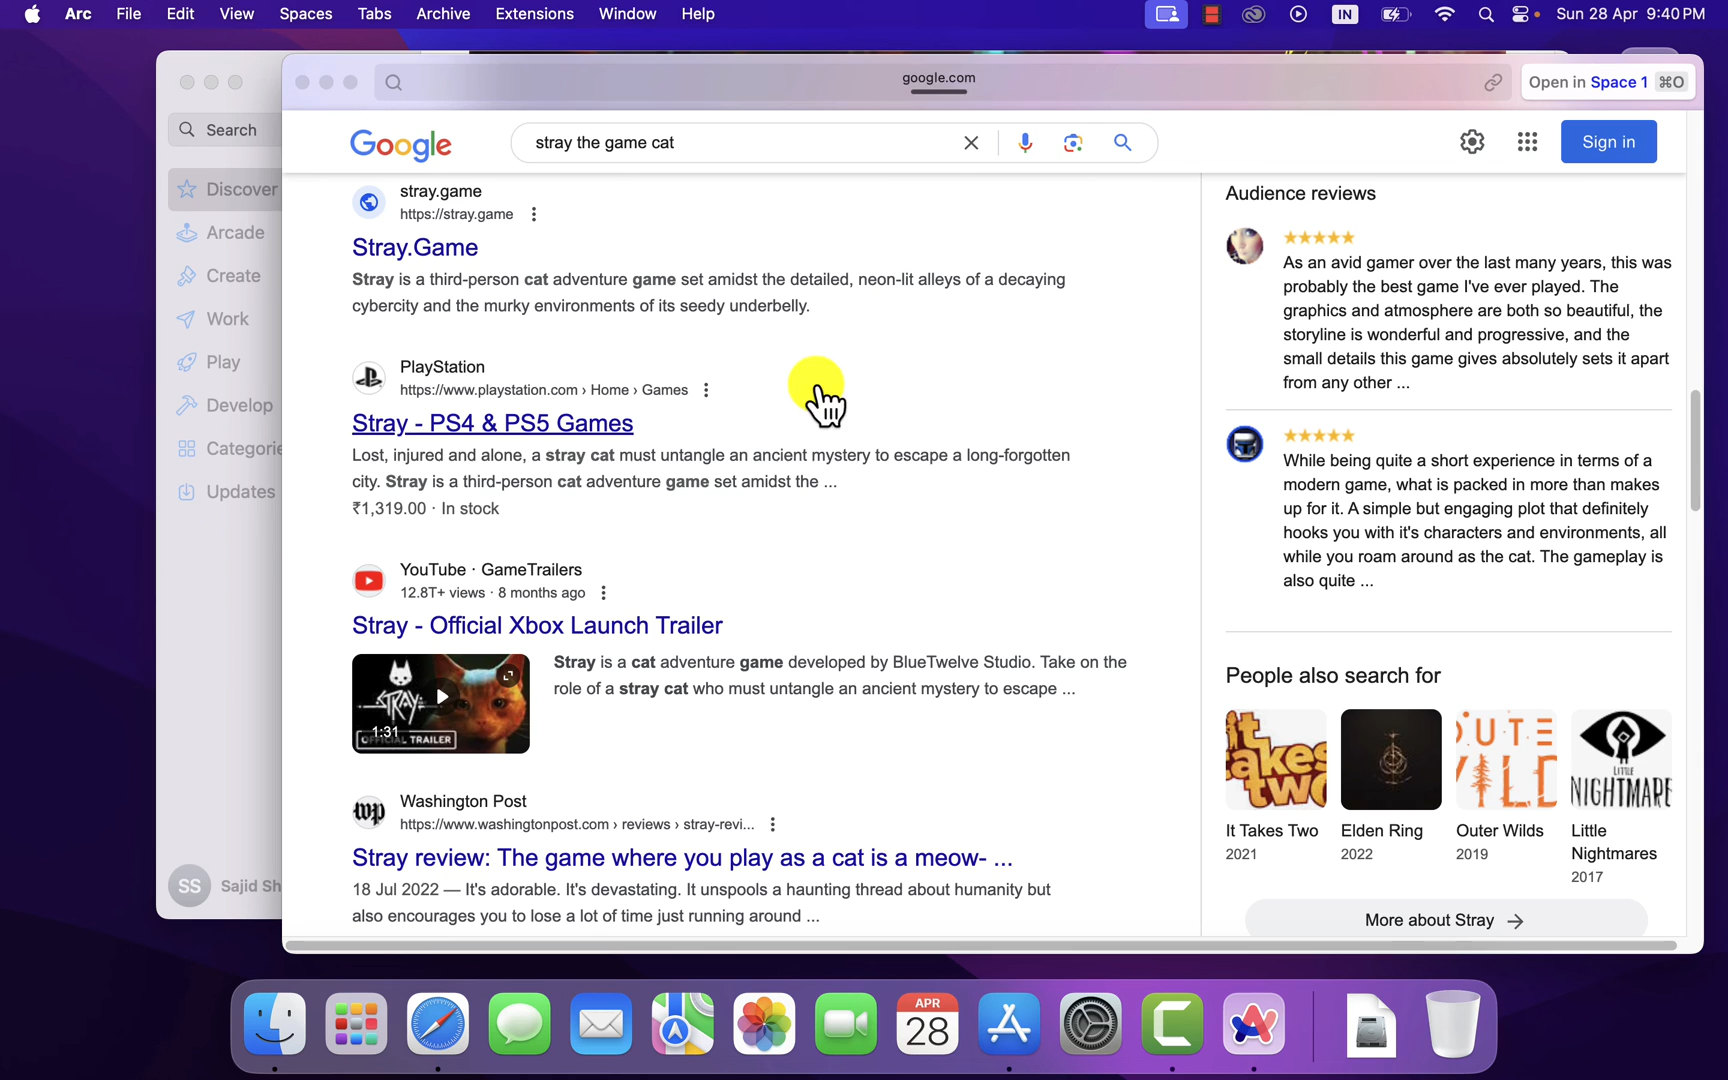 Arc File Edit View Spaces Tabs Archive Extensions Window Help
IN
Sun 28 Apr 9:40 PM
google.com
Open in Space 1 ⌘O
Search
Discover
Arcade
Create
Work
Play
Develop
Categorie
Updates
SS Sajid Sh
Google
stray the game cat
Sign in
stray.game
https://stray.game
Stray.Game
Stray is a third-person cat adventure game set amidst the detailed, neon-lit alleys of a decaying
cybercity and the murky environments of its seedy underbelly.
PlayStation
https://www.playstation.com › Home › Games
Stray - PS4 & PS5 Games
Lost, injured and alone, a stray cat must untangle an ancient mystery to escape a long-forgotten
city. Stray is a third-person cat adventure game set amidst the ...
₹1,319.00 · In stock
YouTube · GameTrailers
12.8T+ views · 8 months ago
Stray - Official Xbox Launch Trailer
STRAY
1:31
OFFICIAL TRAILER
Stray is a cat adventure game developed by BlueTwelve Studio. Take on the
role of a stray cat who must untangle an ancient mystery to escape ...
wp
Washington Post
https://www.washingtonpost.com › reviews › stray-revi...
Stray review: The game where you play as a cat is a meow- ...
18 Jul 2022 — It's adorable. It's devastating. It unspools a haunting thread about humanity but
also encourages you to lose a lot of time just running around ...
Audience reviews
As an avid gamer over the last many years, this was
probably the best game I've ever played. The
graphics and atmosphere are both so beautiful, the
storyline is wonderful and progressive, and the
small details this game gives absolutely sets it apart
from any other ...
While being quite a short experience in terms of a
modern game, what is packed in more than makes
up for it. A simple but engaging plot that definitely
hooks you with it's characters and environments, all
while you roam around as the cat. The gameplay is
also quite ...
People also search for
it
takes
two
OUTE
WILD
LITTLE
NIGHTMARE
It Takes Two
2021
Elden Ring
2022
Outer Wilds
2019
Little
Nightmares
2017
More about Stray →
APR
28